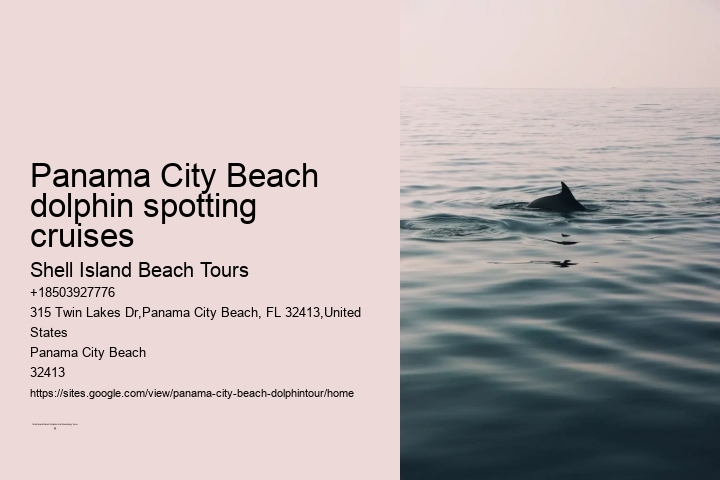 Panama City Beach
dolphin spotting
cruises
Shell Island Beach Tours
+18503927776
315 Twin Lakes Dr,Panama City Beach, FL 32413,United
States
Panama City Beach
32413
https://sites.google.com/view/panama-city-beach-dolphintour/home